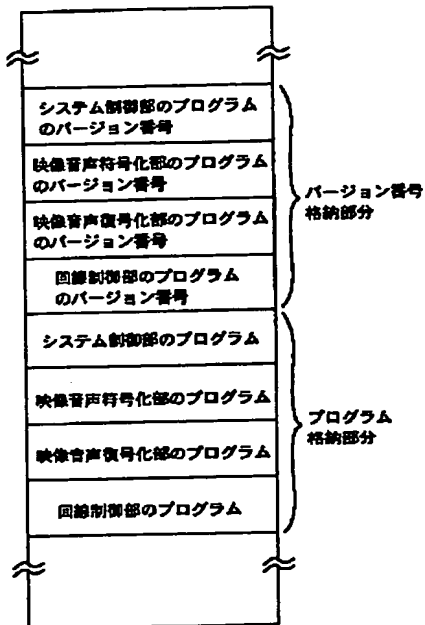 システム制御部のプログラム
のバージョン番号
映像音声符号化部のプログラム
のバージョン番号
映像音声復号化部のプログラム
のバージョン番号
回線制御部のプログラム
のバージョン番号
バージョン番号
格納部分
システム制御部のプログラム
映像音声符号化部のプログラム
映像音声復号化部のプログラム
回線制御部のプログラム
プログラム
格納部分